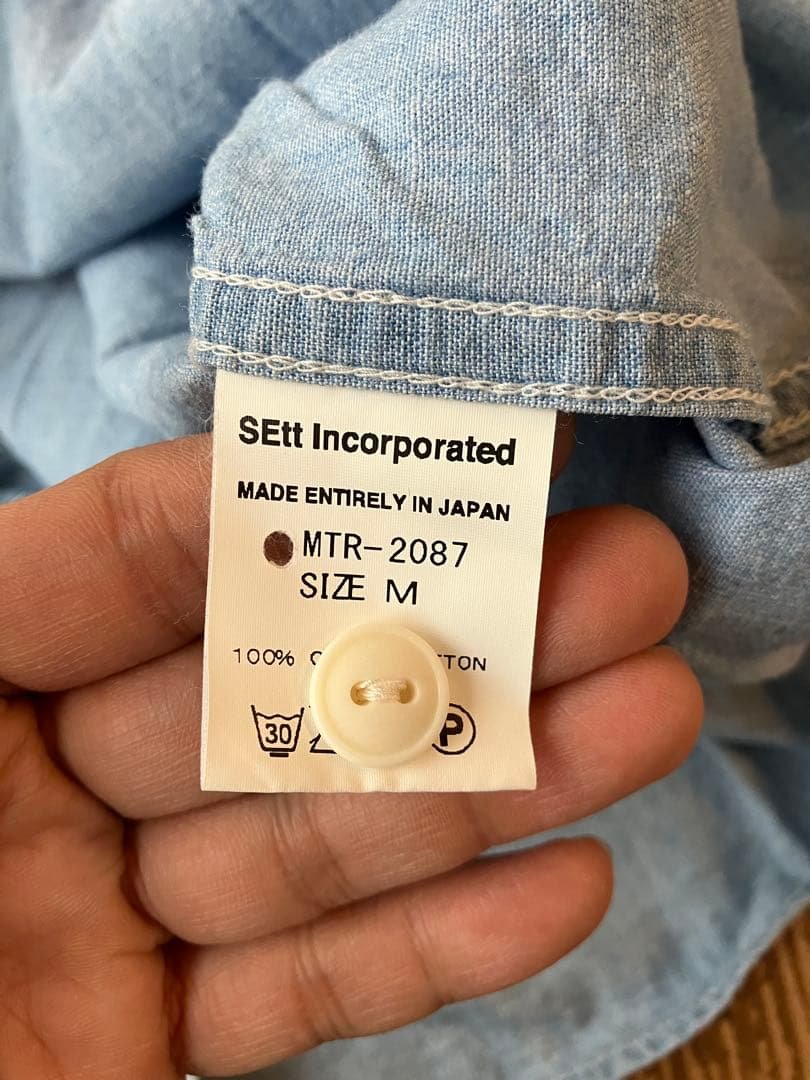 SEtt Incorporated
MADE ENTIRELY IN JAPAN
MTR-2087
SIZE M
100%
30 P